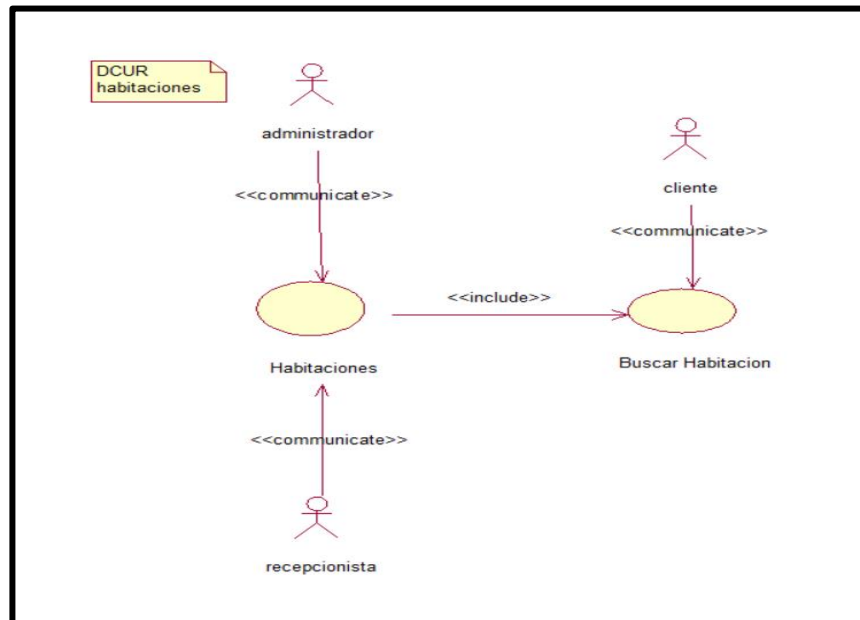 DCUR
habitaciones
administrador
cliente
<<communicate>>
<<communicate>>
<<include>>
Habitaciones
Buscar Habitacion
<<communicate>>
recepcionista